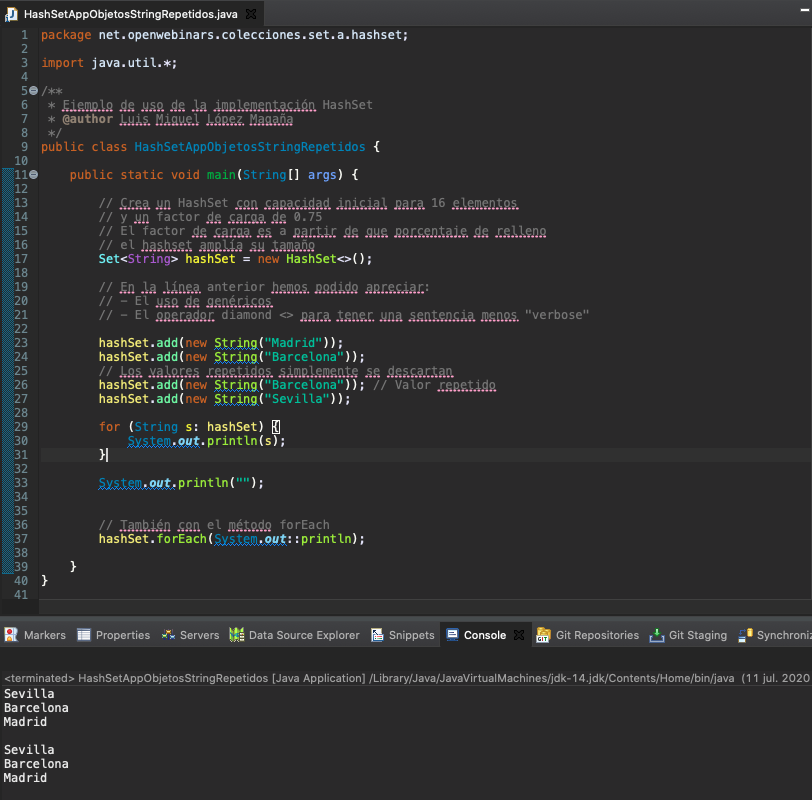 HashSetAppObjetosStringRepetidos.java
1 package net.openwebinars.colecciones.set.a.hashset;
2
3 import java.util.*;
4
5 /**
6 * Ejemplo de uso de la implementación HashSet
7 * @author Luis Miguel López Magaña
8 */
9 public class HashSetAppObjetosStringRepetidos {
10
11 public static void main(String[] args) {
12
13 // Crea un HashSet con capacidad inicial para 16 elementos
14 // y un factor de carga de 0.75
15 // El factor de carga es a partir de que porcentaje de relleno
16 // el hashset amplía su tamaño
17 Set<String> hashSet = new HashSet<>();
18
19 // En la línea anterior hemos podido apreciar:
20 // - El uso de genéricos
21 // - El operador diamond <> para tener una sentencia menos "verbose"
22
23 hashSet.add(new String("Madrid"));
24 hashSet.add(new String("Barcelona"));
25 // Los valores repetidos simplemente se descartan
26 hashSet.add(new String("Barcelona")); // Valor repetido
27 hashSet.add(new String("Sevilla"));
28
29 for (String s: hashSet) {
30 System.out.println(s);
31 }
32
33 System.out.println("");
34
35
36 // También con el método forEach
37 hashSet.forEach(System.out::println);
38
39 }
40 }
41
Markers Properties Servers Data Source Explorer Snippets Console Git Repositories Git Staging Synchroniz
<terminated> HashSetAppObjetosStringRepetidos [Java Application] /Library/Java/JavaVirtualMachines/jdk-14.jdk/Contents/Home/bin/java (11 jul. 2020
Sevilla
Barcelona
Madrid

Sevilla
Barcelona
Madrid